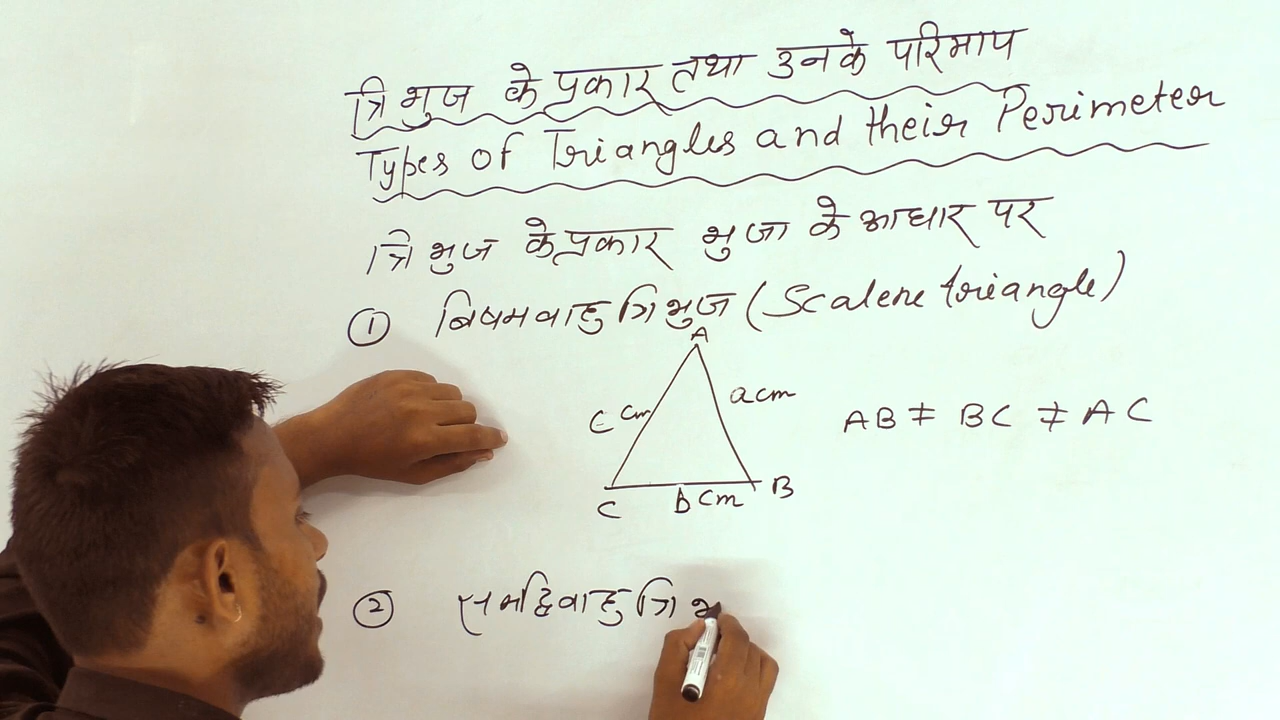 त्रिभुज के प्रकार तथा उनके परिमाप
Types of Triangles and their Perimeter
त्रिभुज के प्रकार भुजा के आधार पर
① बिषमवाहु त्रिभुज (Scalene triangle)
A
c cm
a cm
AB ≠ BC ≠ AC
C
b cm
B
② समद्विवाहु त्रिभ